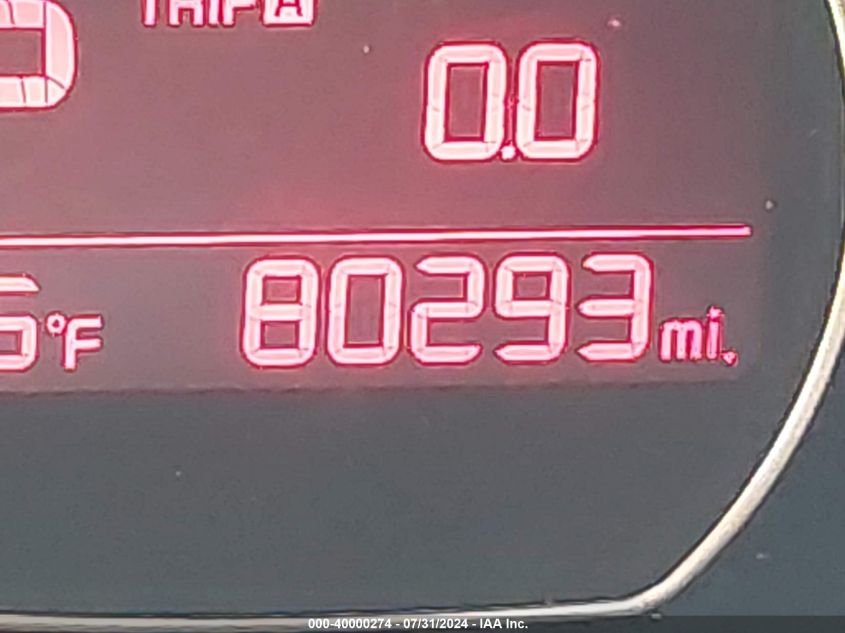 TRIP A
0.0
°F 80293 mi.
000-40000274 - 07/31/2024 - IAA Inc.